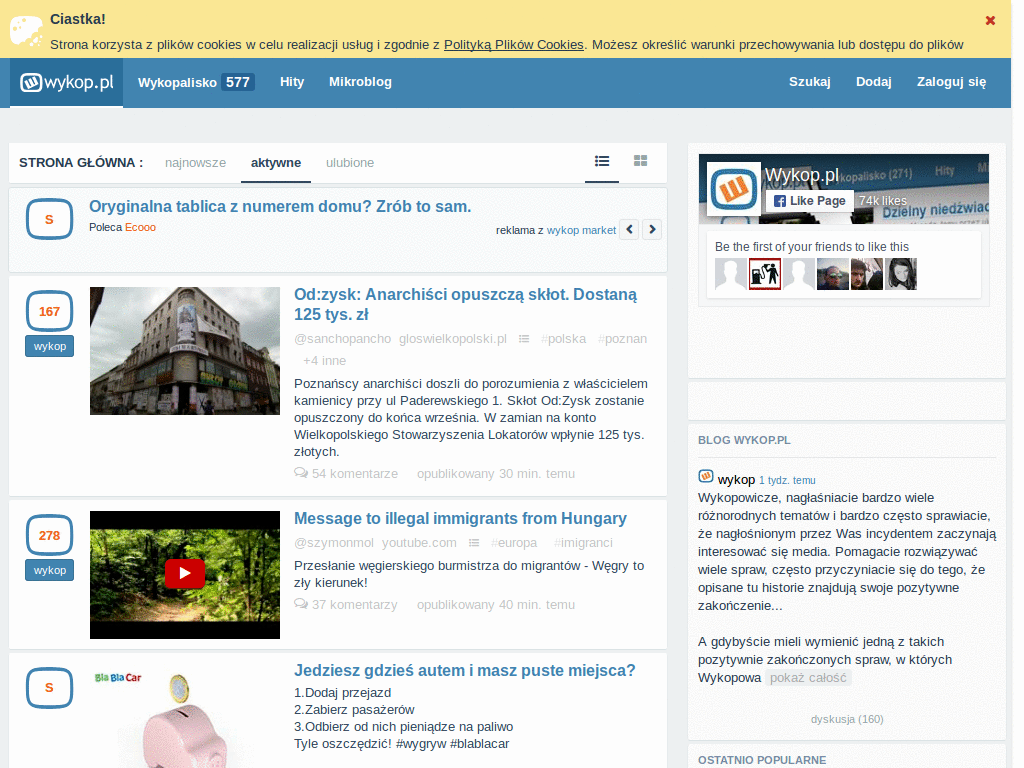 Ciastka!
Strona korzysta z plików cookies w celu realizacji usług i zgodnie z Polityką Plików Cookies. Możesz określić warunki przechowywania lub dostępu do plików
wykop.pl Wykopalisko 577 Hity Mikroblog Szukaj Dodaj Zaloguj się
STRONA GŁÓWNA : najnowsze aktywne ulubione
S
Oryginalna tablica z numerem domu? Zrób to sam.
Poleca Ecooo
reklama z wykop market
167
wykop
Od:zysk: Anarchiści opuszczą skłot. Dostaną
125 tys. zł
@sanchopancho gloswielkopolski.pl #polska #poznan
+4 inne
Poznańscy anarchiści doszli do porozumienia z właścicielem
kamienicy przy ul Paderewskiego 1. Skłot Od:Zysk zostanie
opuszczony do końca września. W zamian na konto
Wielkopolskiego Stowarzyszenia Lokatorów wpłynie 125 tys.
złotych.
54 komentarze opublikowany 30 min. temu
278
wykop
Message to illegal immigrants from Hungary
@szymonmol youtube.com #europa #imigranci
Przesłanie węgierskiego burmistrza do migrantów - Węgry to
zły kierunek!
37 komentarzy opublikowany 40 min. temu
S
Bla Bla Car
Jedziesz gdzieś autem i masz puste miejsca?
1.Dodaj przejazd
2.Zabierz pasażerów
3.Odbierz od nich pieniądze na paliwo
Tyle oszczędzić! #wygryw #blablacar
Wykop.pl
kopalisko (271) Hity
Like Page 74k likes
Dzielny niedźwiad
Be the first of your friends to like this
BLOG WYKOP.PL
wykop 1 tydz. temu
Wykopowicze, nagłaśniacie bardzo wiele
różnorodnych tematów i bardzo często sprawiacie,
że nagłośnionym przez Was incydentem zaczynają
interesować się media. Pomagacie rozwiązywać
wiele spraw, często przyczyniacie się do tego, że
opisane tu historie znajdują swoje pozytywne
zakończenie...
A gdybyście mieli wymienić jedną z takich
pozytywnie zakończonych spraw, w których
Wykopowa pokaż całość
dyskusja (160)
OSTATNIO POPULARNE